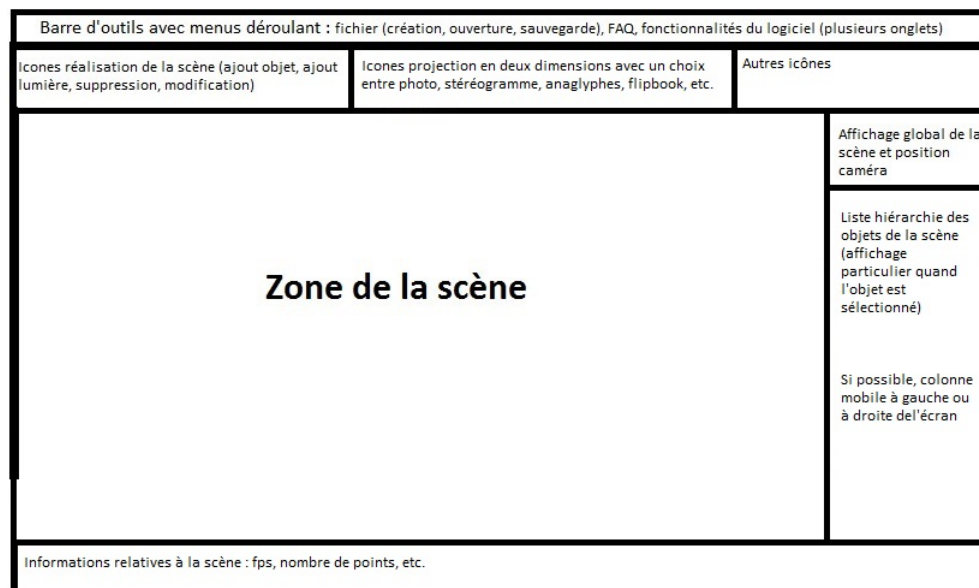 Barre d'outils avec menus déroulant : fichier (création, ouverture, sauvegarde), FAQ, fonctionnalités du logiciel (plusieurs onglets)
Icones réalisation de la scène (ajout objet, ajout
lumière, suppression, modification)
Icones projection en deux dimensions avec un choix
entre photo, stéréogramme, anaglyphes, flipbook, etc.
Autres icônes
Affichage global de la
scène et position
caméra
Zone de la scène
Liste hiérarchie des
objets de la scène
(affichage
particulier quand
l'objet est
sélectionné)
Si possible, colonne
mobile à gauche ou
à droite del'écran
Informations relatives à la scène : fps, nombre de points, etc.